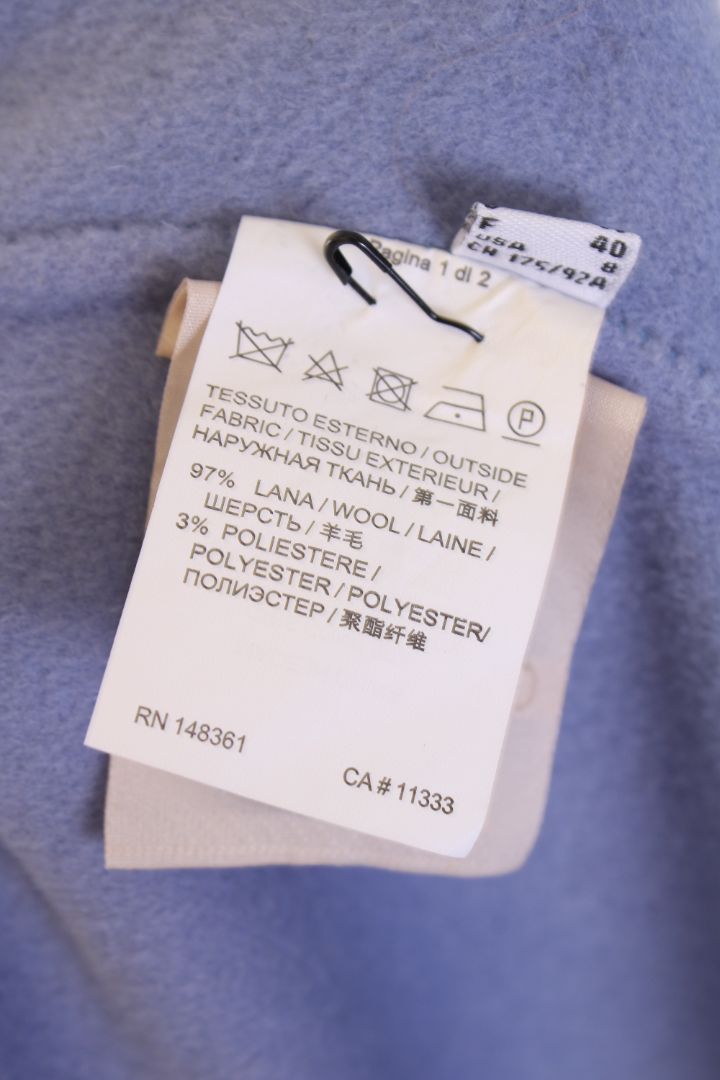 F 40
USA 8
CH 175/92A
Pagina 1 di 2
P
TESSUTO ESTERNO / OUTSIDE
FABRIC / TISSU EXTERIEUR /
НАРУЖНАЯ ТКАНЬ / 第一面料
97% LANA / WOOL / LAINE /
ШЕРСТЬ / 羊毛
3% POLIESTERE /
POLYESTER / POLYESTER/
ПОЛИЭСТЕР / 聚酯纤维
RN 148361
CA # 11333